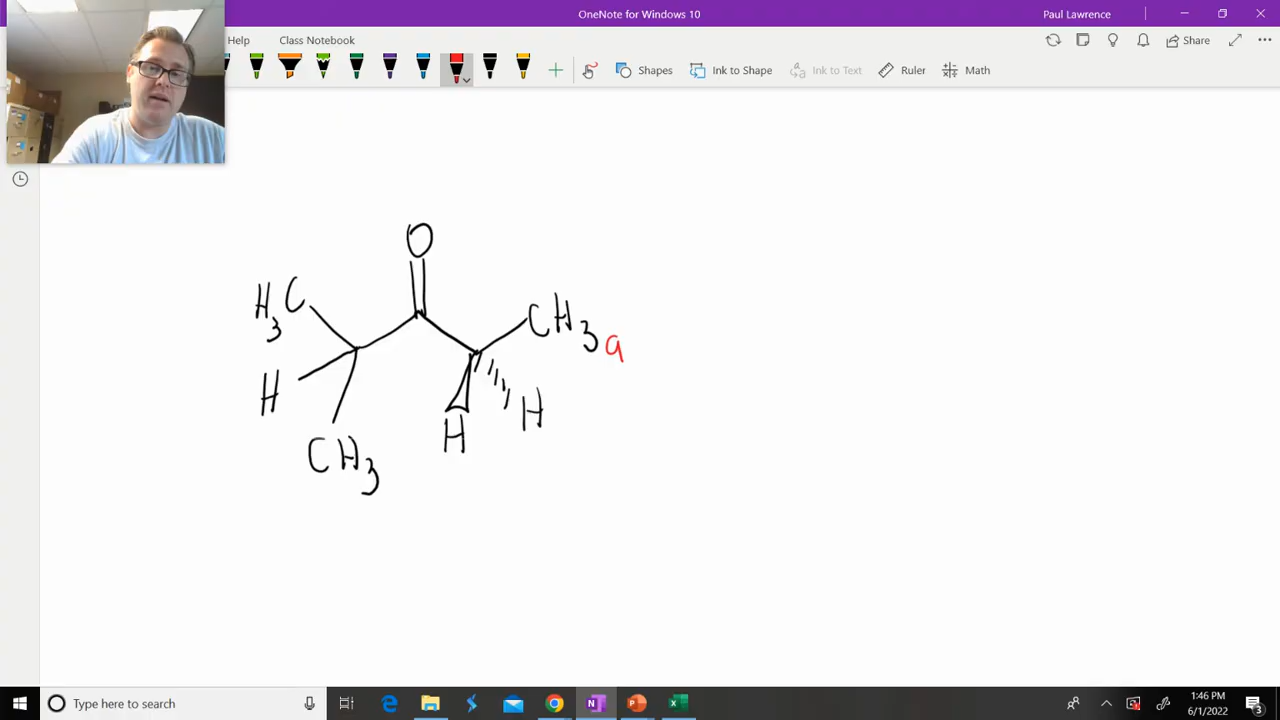 OneNote for Windows 10
Paul Lawrence
Help
Class Notebook
Share
Shapes
Ink to Shape
Ink to Text
Ruler
Math
O
H3C
CH3 a
H
H
H
CH3
Type here to search
1:46 PM
6/1/2022
3